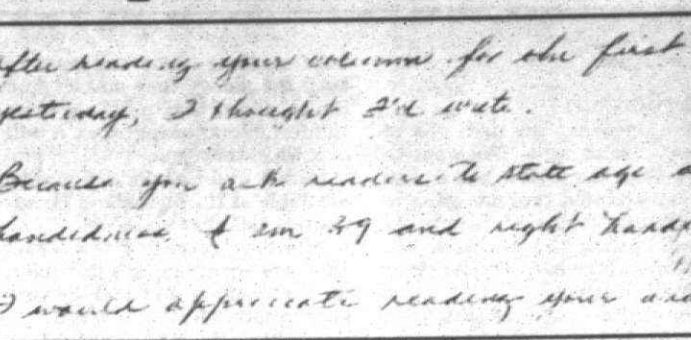 After reading your column for the first
yesterday, I thought I'd write.
Because you ask readers to state age
handedness I am 39 and right hand
I would appreciate reading your